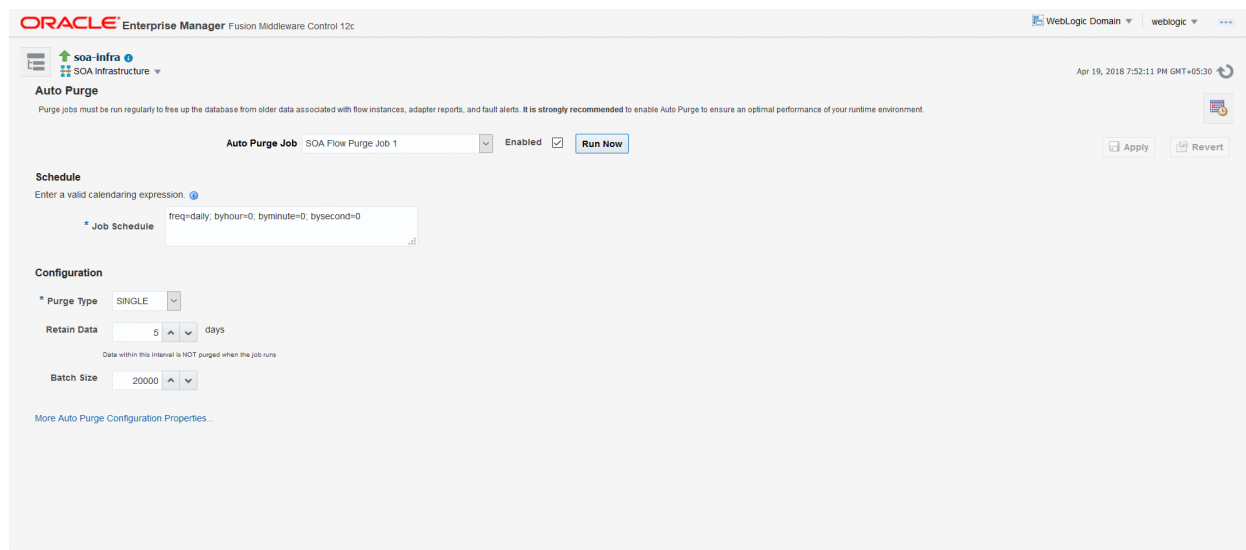 ORACLE Enterprise Manager Fusion Middleware Control 12c
WebLogic Domain weblogic
soa-infra
SOA Infrastructure
Apr 19, 2018 7:52:11 PM GMT+05:30
Auto Purge
Purge jobs must be run regularly to free up the database from older data associated with flow instances, adapter reports, and fault alerts. It is strongly recommended to enable Auto Purge to ensure an optimal performance of your runtime environment.
Auto Purge Job SOA Flow Purge Job 1 Enabled Run Now
Apply Revert
Schedule
Enter a valid calendaring expression.
* Job Schedule freq=daily; byhour=0; byminute=0; bysecond=0
Configuration
* Purge Type SINGLE
Retain Data 5 days
Data within this interval is NOT purged when the job runs
Batch Size 20000
More Auto Purge Configuration Properties...